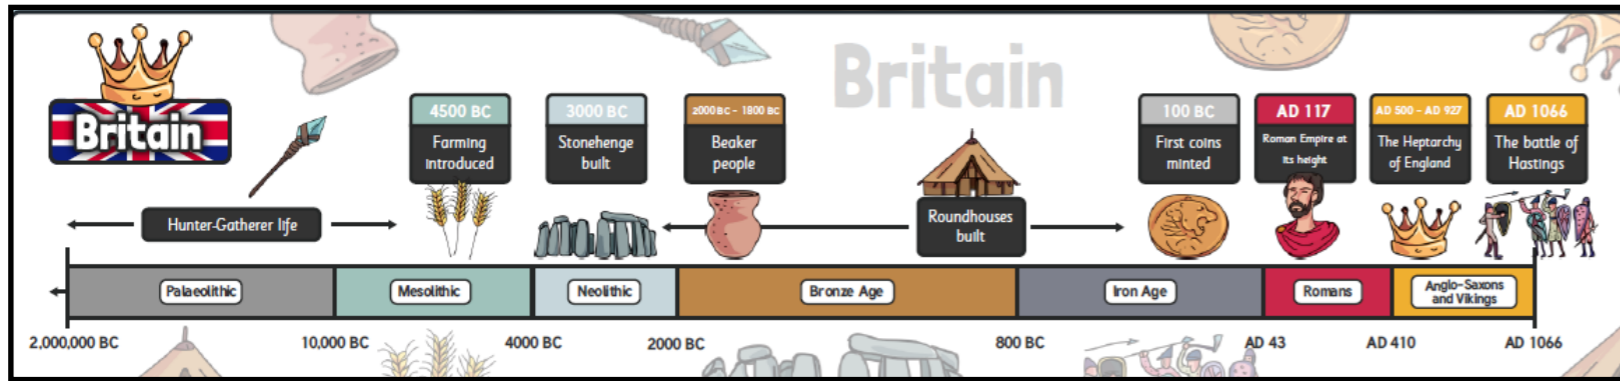 Britain
Britain
4500 BC
Farming
introduced
3000 BC
Stonehenge
built
2000 BC - 1800 BC
Beaker
people
100 BC
First coins
minted
AD 117
Roman Empire at
its height
AD 500 - AD 927
The Heptarchy
of England
AD 1066
The battle of
Hastings
Hunter-Gatherer life
Roundhouses
built
Palaeolithic
Mesolithic
Neolithic
Bronze Age
Iron Age
Romans
Anglo-Saxons
and Vikings
2,000,000 BC
10,000 BC
4000 BC
2000 BC
800 BC
AD 43
AD 410
AD 1066